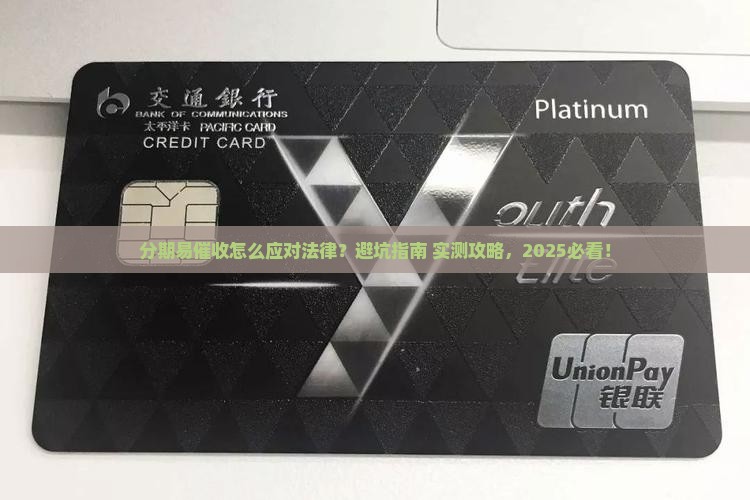 交通銀行
BANK OF COMMUNICATIONS
太平洋卡 PACIFIC CARD
CREDIT CARD
Platinum
outh
分期易催收怎么应对法律？避坑指南 实测攻略，2025必看！
Elite
UnionPay
银联